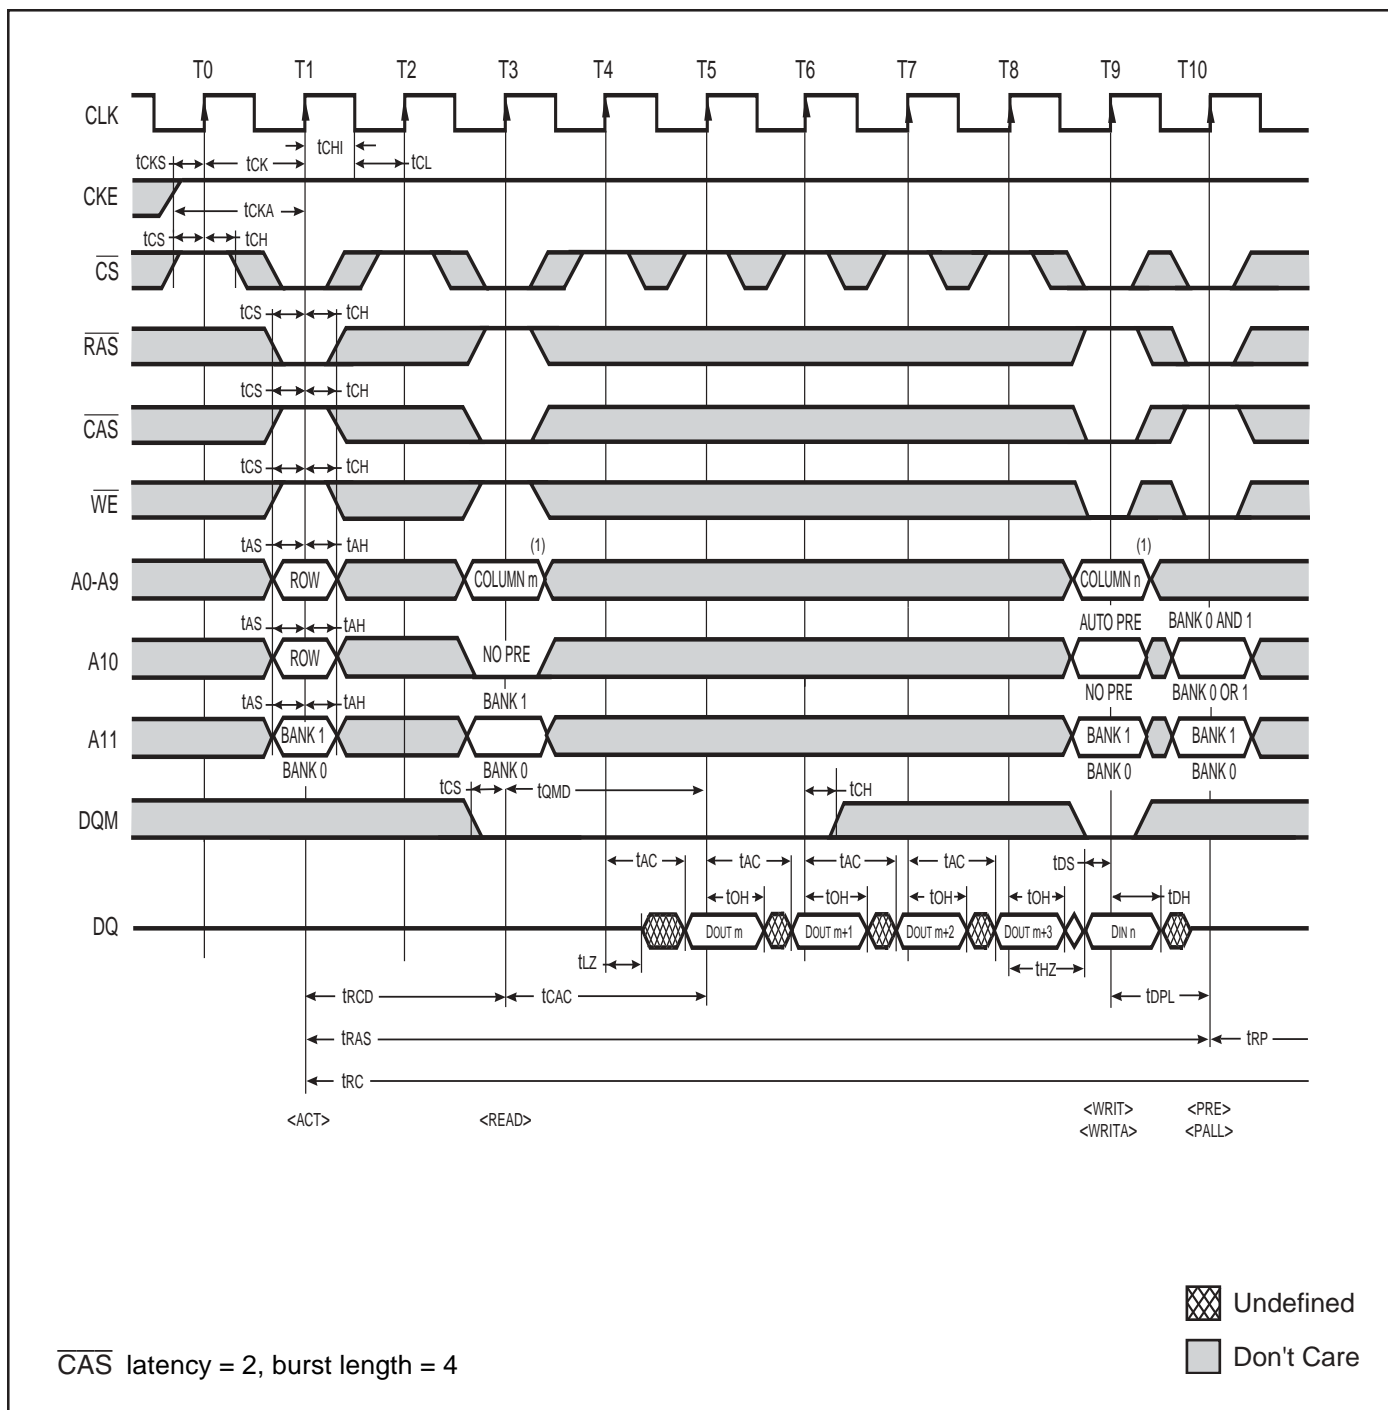 T0 T1 T2 T3 T4 T5 T6 T7 T8 T9 T10
CLK
tCHI
tCKS tCK tCL
CKE
tCKA
tCS tCH
CS
tCS tCH
RAS
tCS tCH
CAS
tCS tCH
WE
tAS tAH (1) (1)
A0-A9 ROW COLUMN m COLUMN n
tAS tAH AUTO PRE BANK 0 AND 1
A10 ROW NO PRE
tAS tAH BANK 1 NO PRE BANK 0 OR 1
A11 BANK 1 BANK 1 BANK 1
BANK 0 BANK 0 BANK 0 BANK 0
tCS tQMD tCH
DQM
tAC tAC tAC tAC tDS
tOH tOH tOH tOH tDH
DQ DOUT m DOUT m+1 DOUT m+2 DOUT m+3 DIN n
tLZ tHZ
tRCD tCAC tDPL
tRAS tRP
tRC
<ACT> <READ> <WRIT> <PRE>
<WRITA> <PALL>
Undefined
Don't Care
CAS latency = 2, burst length = 4